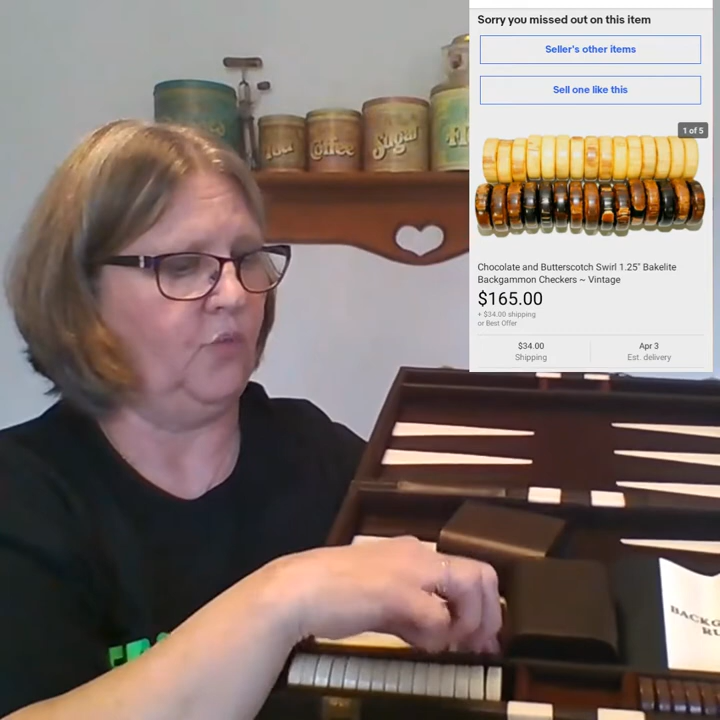 Sorry you missed out on this item
Seller's other items
Sell one like this
1 of 5
Chocolate and Butterscotch Swirl 1.25" Bakelite
Backgammon Checkers ~ Vintage
$165.00
+ $34.00 shipping
or Best Offer
$34.00
Shipping
Apr 3
Est. delivery
Tea
Coffee
Sugar